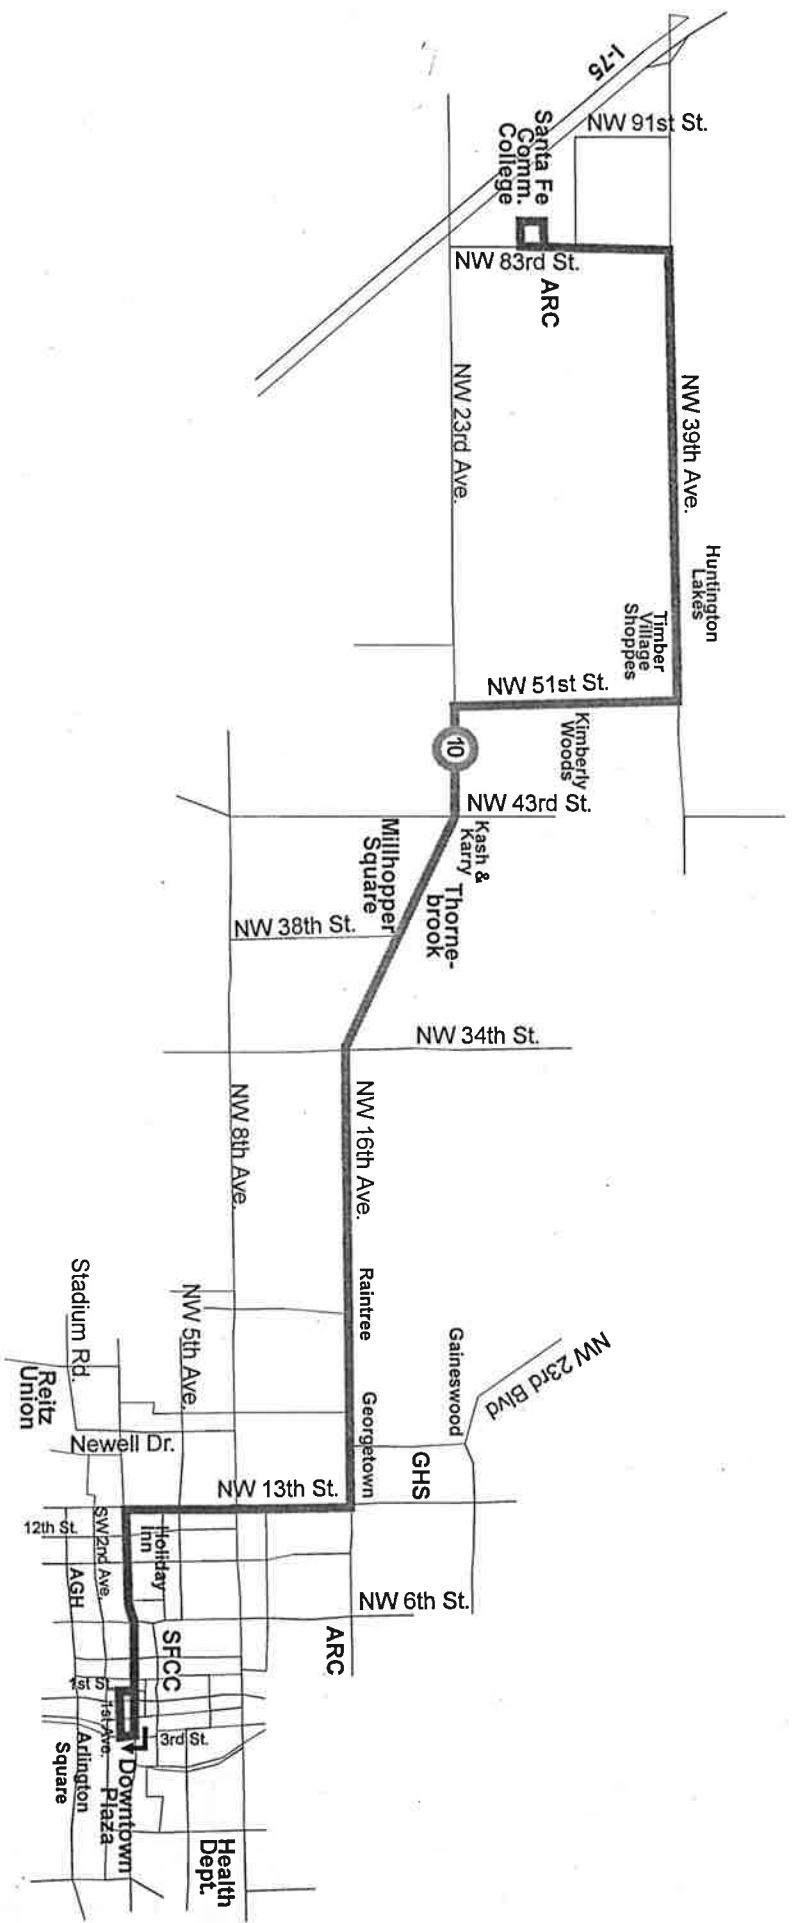 I-75
NW 91st St.
Santa Fe
Comm.
College
NW 83rd St.
ARC
NW 39th Ave.
NW 23rd Ave.
Huntington
Lakes
Timber
Village
Shoppes
NW 51st St.
Kimberly
Woods
10
NW 43rd St.
Kash &
Karry
Thorne-
brook
Millhopper
Square
NW 38th St.
NW 34th St.
NW 16th Ave.
NW 8th Ave.
Raintree
NW 23rd Blvd
Gaineswood
Georgetown
GHS
NW 5th Ave.
Stadium Rd.
Reitz
Union
Newell Dr.
NW 13th St.
12th St.
SW 2nd Ave.
Holiday
Inn
AGH
NW 6th St.
SFCC
ARC
1st St.
1st Ave.
3rd St.
Downtown
Plaza
Arlington
Square
Health
Dept.